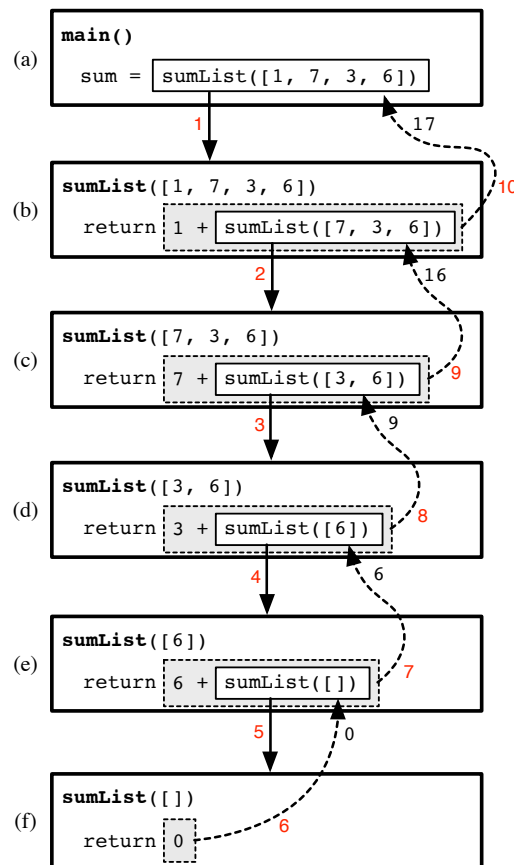 main()
(a)
sum = sumList([1, 7, 3, 6])
1
17
10
sumList([1, 7, 3, 6])
(b)
return 1 + sumList([7, 3, 6])
2
16
sumList([7, 3, 6])
(c)
return 7 + sumList([3, 6])
9
3
9
sumList([3, 6])
(d)
return 3 + sumList([6])
8
4
6
sumList([6])
(e)
return 6 + sumList([])
7
5
0
sumList([])
(f)
return 0
6